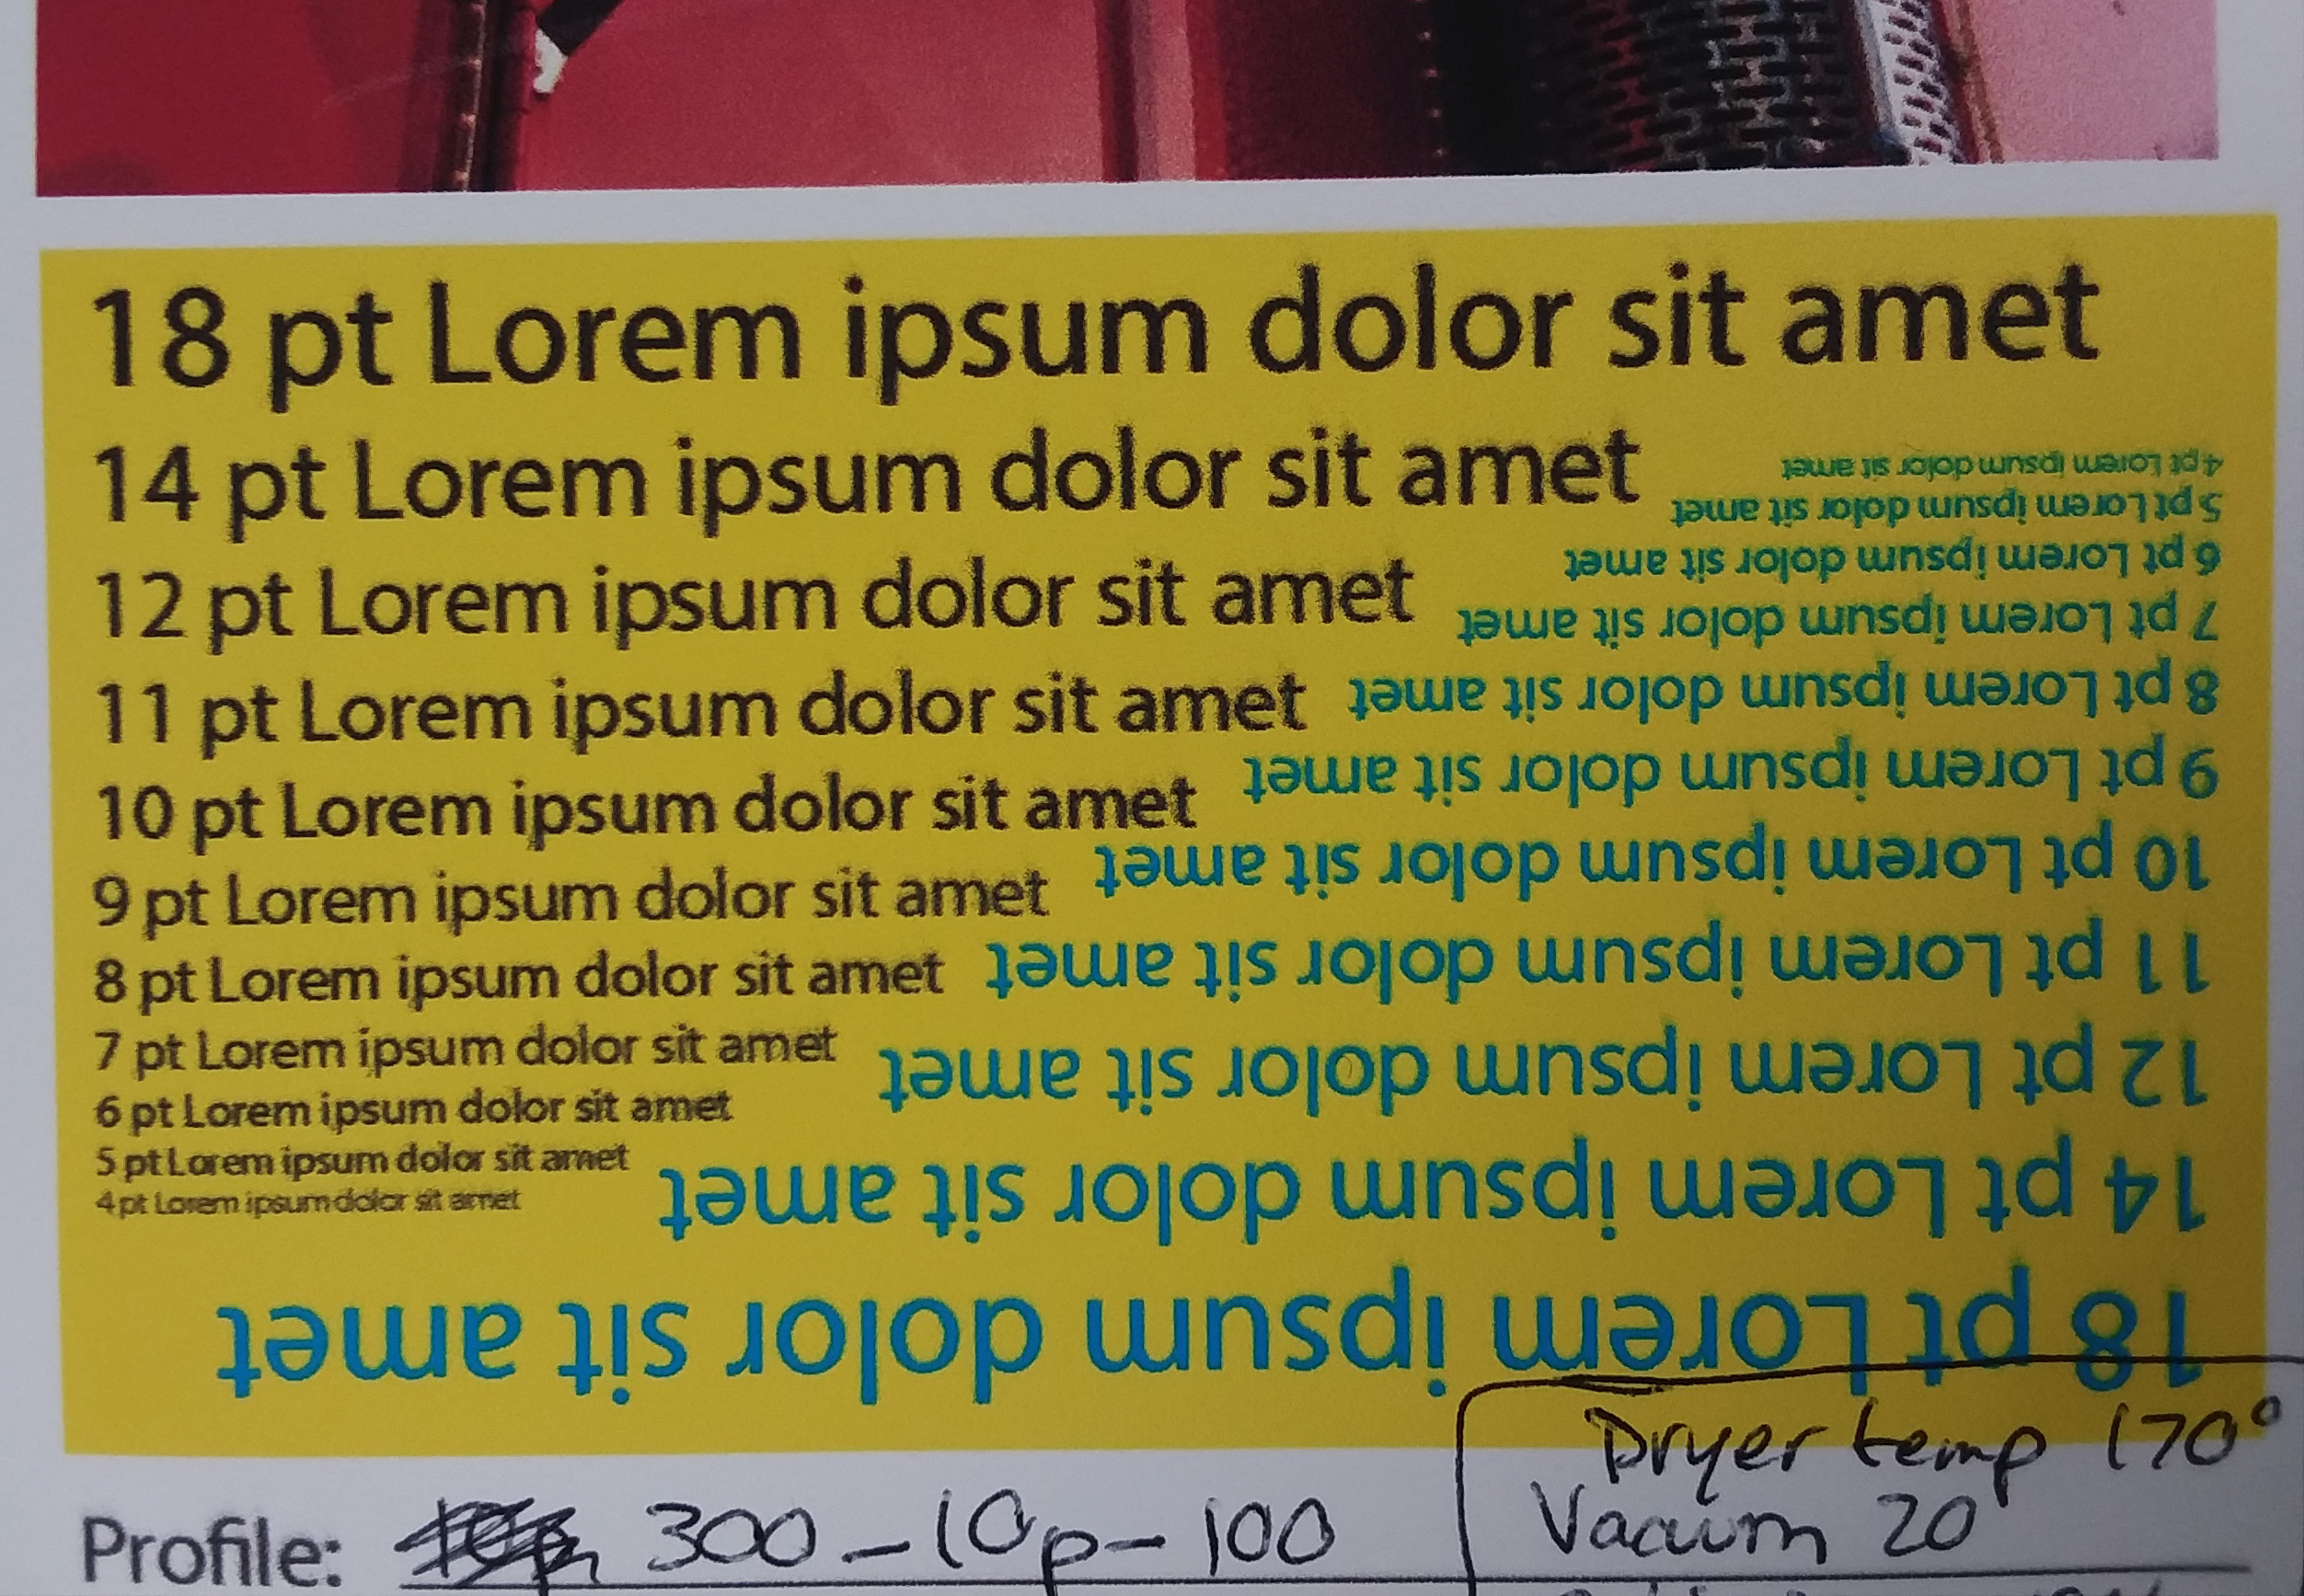 18 pt Lorem ipsum dolor sit amet
14 pt Lorem ipsum dolor sit amet
12 pt Lorem ipsum dolor sit amet
11 pt Lorem ipsum dolor sit amet
10 pt Lorem ipsum dolor sit amet
9 pt Lorem ipsum dolor sit amet
8 pt Lorem ipsum dolor sit amet
7 pt Lorem ipsum dolor sit amet
6 pt Lorem ipsum dolor sit amet
5 pt Lorem ipsum dolor sit amet
4 pt Lorem ipsum dolor sit amet
18 pt Lorem ipsum dolor sit amet
14 pt Lorem ipsum dolor sit amet
12 pt Lorem ipsum dolor sit amet
11 pt Lorem ipsum dolor sit amet
10 pt Lorem ipsum dolor sit amet
9 pt Lorem ipsum dolor sit amet
8 pt Lorem ipsum dolor sit amet
7 pt Lorem ipsum dolor sit amet
6 pt Lorem ipsum dolor sit amet
5 pt Lorem ipsum dolor sit amet
4 pt Lorem ipsum dolor sit amet
Profile: 300-10p-100
Dryer temp 170°
Vacuum 20